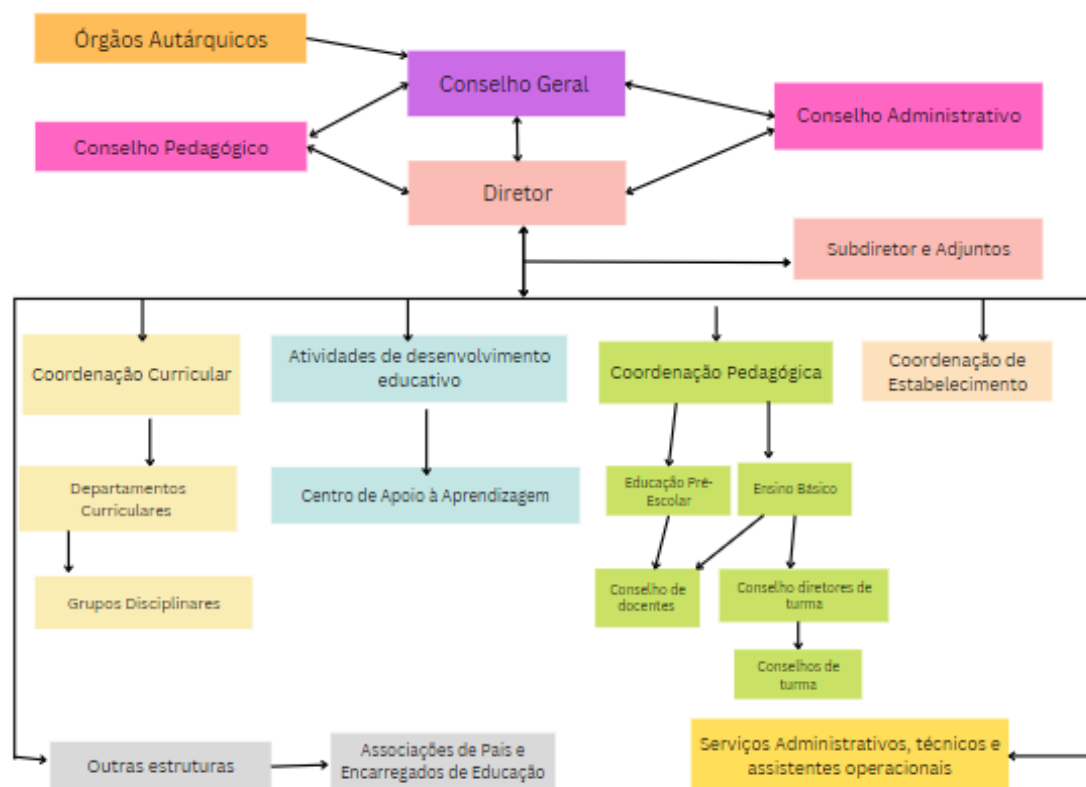 Órgãos Autárquicos
Conselho Geral
Conselho Administrativo
Conselho Pedagógico
Diretor
Subdiretor e Adjuntos
Coordenação Curricular
Atividades de desenvolvimento
educativo
Coordenação Pedagógica
Coordenação de
Estabelecimento
Departamentos
Curriculares
Centro de Apoio à Aprendizagem
Educação Pré-
Escolar
Ensino Básico
Grupos Disciplinares
Conselho de
docentes
Conselho diretores de
turma
Conselhos de
turma
Outras estruturas
Associações de Pais e
Encarregados de Educação
Serviços Administrativos, técnicos e
assistentes operacionais